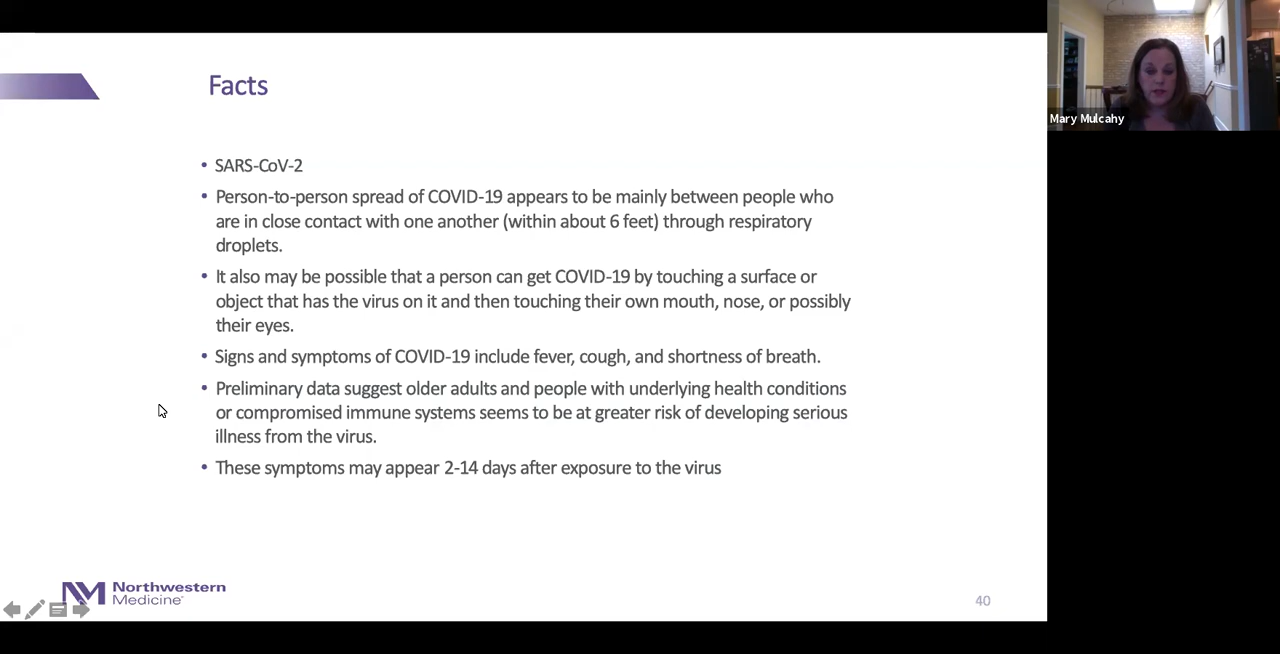 Facts
• SARS-CoV-2
• Person-to-person spread of COVID-19 appears to be mainly between people who
are in close contact with one another (within about 6 feet) through respiratory
droplets.
• It also may be possible that a person can get COVID-19 by touching a surface or
object that has the virus on it and then touching their own mouth, nose, or possibly
their eyes.
• Signs and symptoms of COVID-19 include fever, cough, and shortness of breath.
• Preliminary data suggest older adults and people with underlying health conditions
or compromised immune systems seems to be at greater risk of developing serious
illness from the virus.
• These symptoms may appear 2-14 days after exposure to the virus
NM Northwestern
Medicine
40
Mary Mulcahy